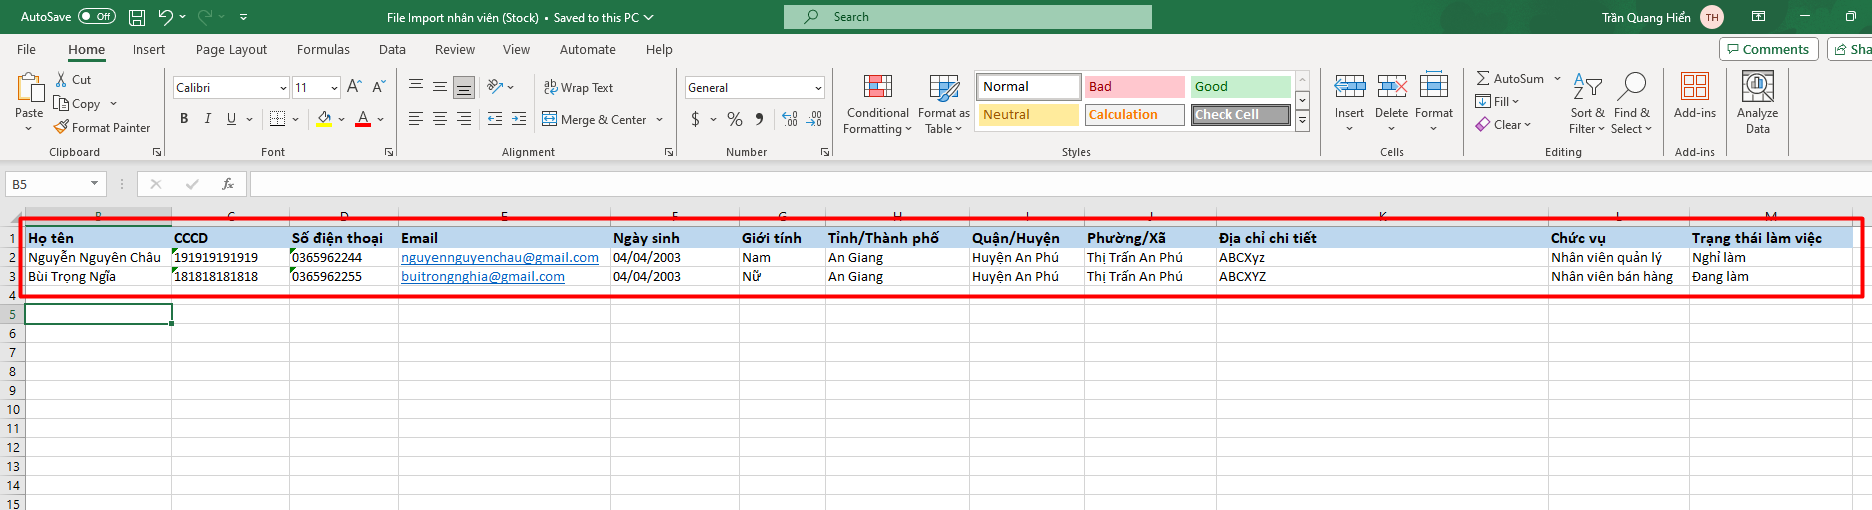 AutoSave Off File Import nhân viên (Stock) • Saved to this PC Search Trần Quang Hiển TH
File Home Insert Page Layout Formulas Data Review View Automate Help Comments Sha
Paste Cut Copy Format Painter Clipboard
Calibri 11 A A B I U A Font
ab Wrap Text Merge & Center Alignment
General $ % 9 .00 .00 Number
Conditional Formatting Format as Table Normal Bad Good Neutral Calculation Check Cell Styles
Insert Delete Format Cells
AutoSum Fill Clear Sort & Filter Find & Select Editing
Add-ins Add-ins
Analyze Data
B5 fx
B C D E F G H I J K L M
1 Họ tên CCCD Số điện thoại Email Ngày sinh Giới tính Tỉnh/Thành phố Quận/Huyện Phường/Xã Địa chỉ chi tiết Chức vụ Trạng thái làm việc
2 Nguyễn Nguyên Châu 191919191919 0365962244 nguyennguyenchau@gmail.com 04/04/2003 Nam An Giang Huyện An Phú Thị Trấn An Phú ABCXyz Nhân viên quản lý Nghỉ làm
3 Bùi Trọng Ngĩa 181818181818 0365962255 buitrongnghia@gmail.com 04/04/2003 Nữ An Giang Huyện An Phú Thị Trấn An Phú ABCXYZ Nhân viên bán hàng Đang làm
4
5
6
7
8
9
10
11
12
13
14
15